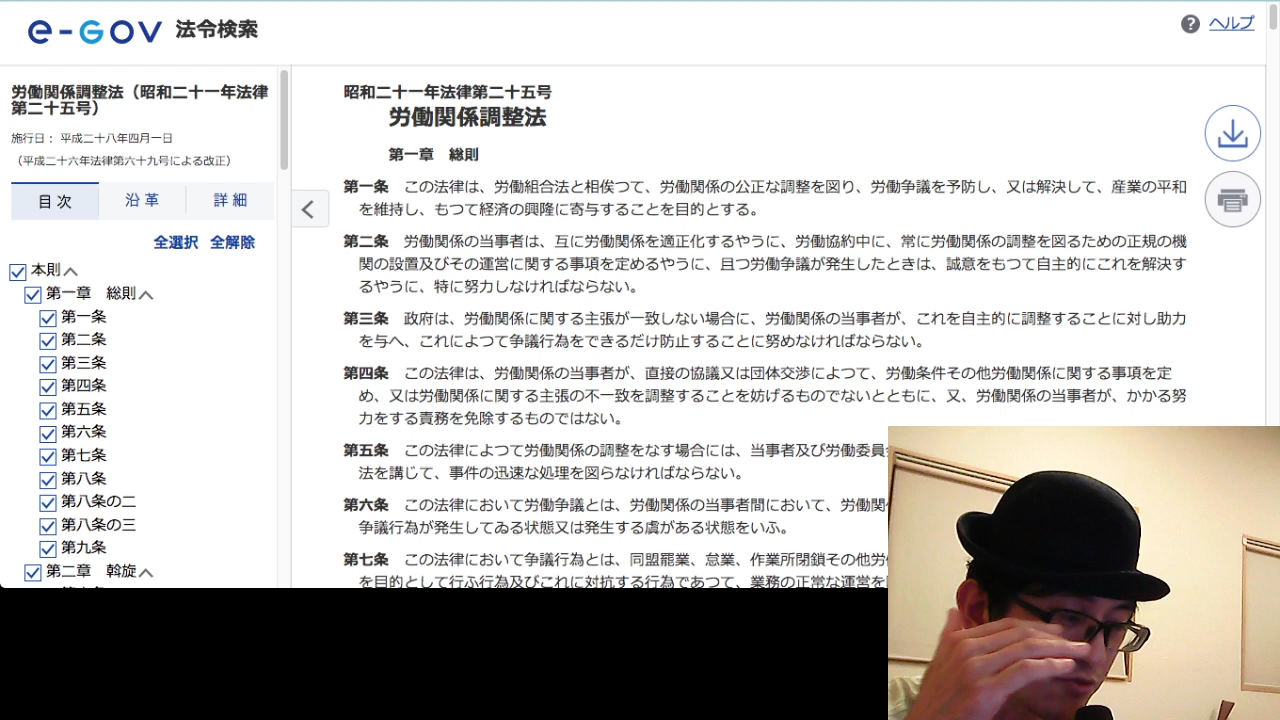 e-GOV 法令検索
? ヘルプ
労働関係調整法（昭和二十一年法律
第二十五号）
施行日： 平成二十八年四月一日
（平成二十六年法律第六十九号による改正）
目次 沿革 詳細
全選択 全解除
本則
第一章 総則
第一条
第二条
第三条
第四条
第五条
第六条
第七条
第八条
第八条の二
第八条の三
第九条
第二章 斡旋
昭和二十一年法律第二十五号
労働関係調整法
第一章 総則
第一条 この法律は、労働組合法と相俟つて、労働関係の公正な調整を図り、労働争議を予防し、又は解決して、産業の平和
を維持し、もつて経済の興隆に寄与することを目的とする。
第二条 労働関係の当事者は、互に労働関係を適正化するやうに、労働協約中に、常に労働関係の調整を図るための正規の機
関の設置及びその運営に関する事項を定めるやうに、且つ労働争議が発生したときは、誠意をもつて自主的にこれを解決す
るやうに、特に努力しなければならない。
第三条 政府は、労働関係に関する主張が一致しない場合に、労働関係の当事者が、これを自主的に調整することに対し助力
を与へ、これによつて争議行為をできるだけ防止することに努めなければならない。
第四条 この法律は、労働関係の当事者が、直接の協議又は団体交渉によつて、労働条件その他労働関係に関する事項を定
め、又は労働関係に関する主張の不一致を調整することを妨げるものでないとともに、又、労働関係の当事者が、かかる努
力をする責務を免除するものではない。
第五条 この法律によつて労働関係の調整をなす場合には、当事者及び労働委員
法を講じて、事件の迅速な処理を図らなければならない。
第六条 この法律において労働争議とは、労働関係の当事者間において、労働関
争議行為が発生してゐる状態又は発生する虞がある状態をいふ。
第七条 この法律において争議行為とは、同盟罷業、怠業、作業所閉鎖その他労
を目的として行ふ行為及びこれに対抗する行為であつて、業務の正常な運営を